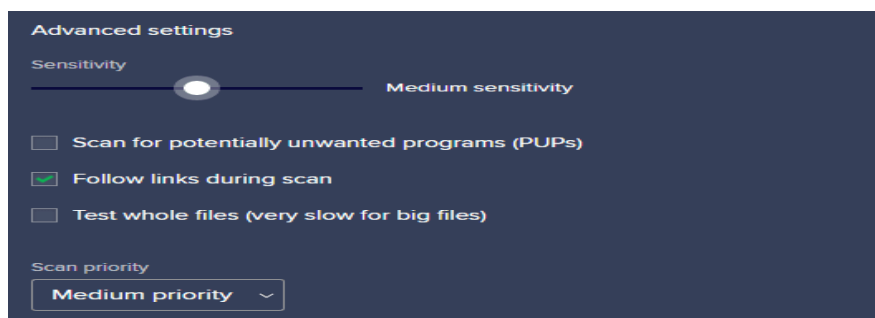 Advanced settings
Sensitivity
Medium sensitivity
Scan for potentially unwanted programs (PUPs)
Follow links during scan
Test whole files (very slow for big files)
Scan priority
Medium priority